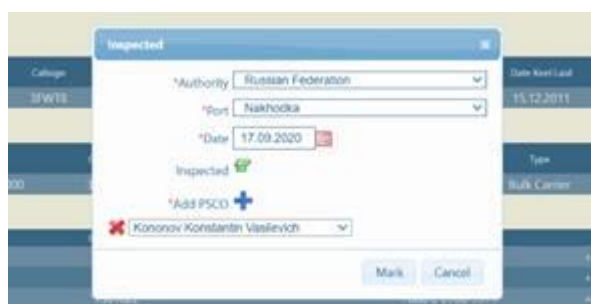 Inspected
Callsign
Date Keel Laid
3FWT8
15.12.2011
*Authority Russian Federation
*Port Nakhodka
*Date 17.09.2020
Inspected
Type
Bulk Carrier
*Add PSCO
Kononov Konstantin Vasilevich
Mark Cancel